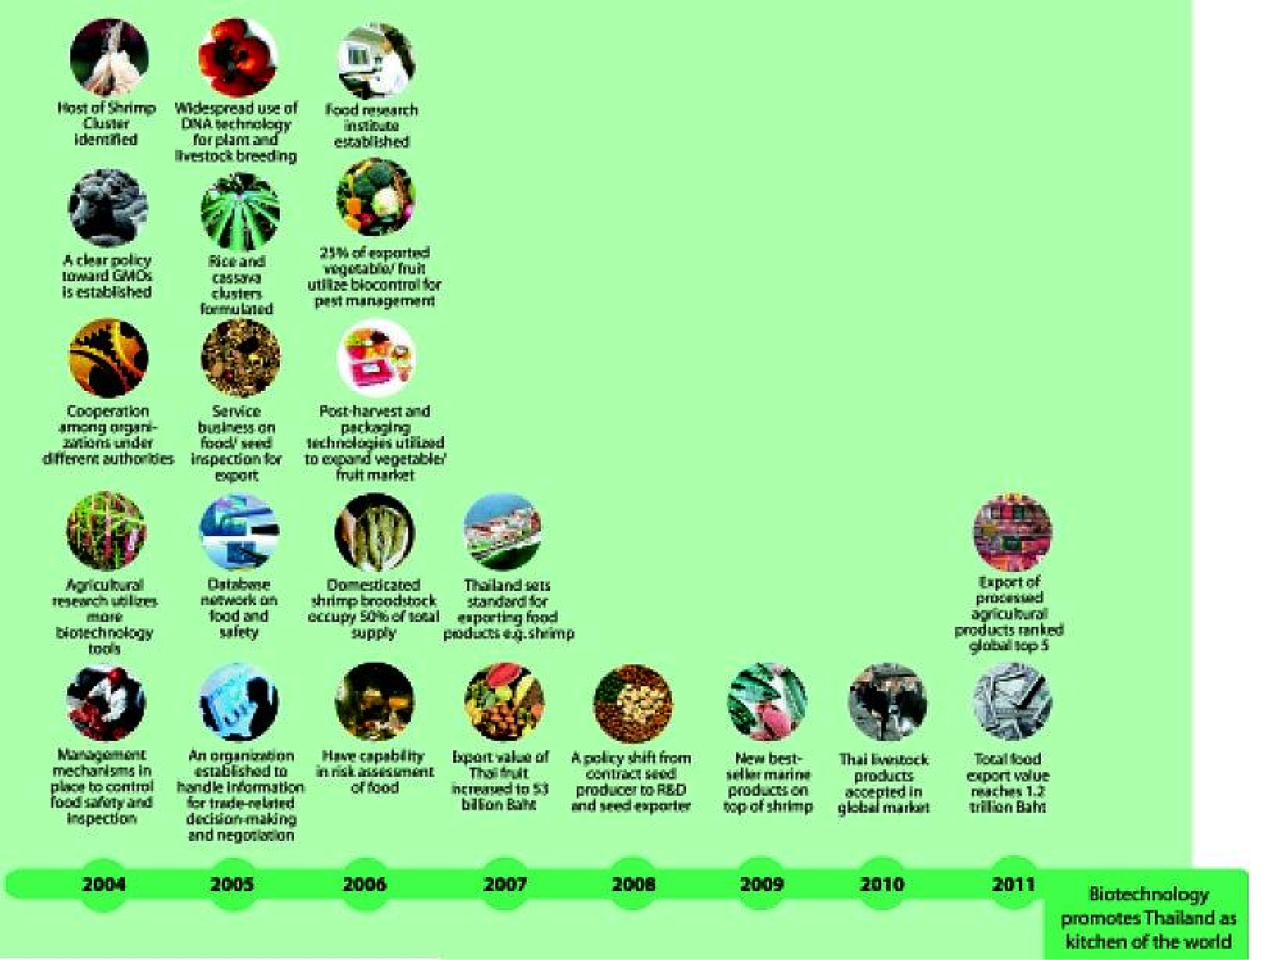 Host of Shrimp
Cluster
identified
Widespread use of
DNA technology
for plant and
livestock breeding
Food research
institute
established
A clear policy
toward GMOs
is established
Rice and
cassava
clusters
formulated
25% of exported
vegetable/ fruit
utilize biocontrol for
pest management
Cooperation
among organi-
zations under
different authorities
Service
business on
food/ seed
inspection for
export
Post-harvest and
packaging
technologies utilized
to expand vegetable/
fruit market
Agricultural
research utilizes
more
biotechnology
tools
Database
network on
food and
safety
Domesticated
shrimp broodstock
occupy 50% of total
supply
Thailand sets
standard for
exporting food
products e.g. shrimp
Export of
processed
agricultural
products ranked
global top 5
Management
mechanisms in
place to control
food safety and
inspection
An organization
established to
handle information
for trade-related
decision-making
and negotiation
Have capability
in risk assessment
of food
Export value of
Thai fruit
increased to 53
billion Baht
A policy shift from
contract seed
producer to R&D
and seed exporter
New best-
seller marine
products on
top of shrimp
Thai livestock
products
accepted in
global market
Total food
export value
reaches 1.2
trillion Baht
2004
2005
2006
2007
2008
2009
2010
2011
Biotechnology
promotes Thailand as
kitchen of the world